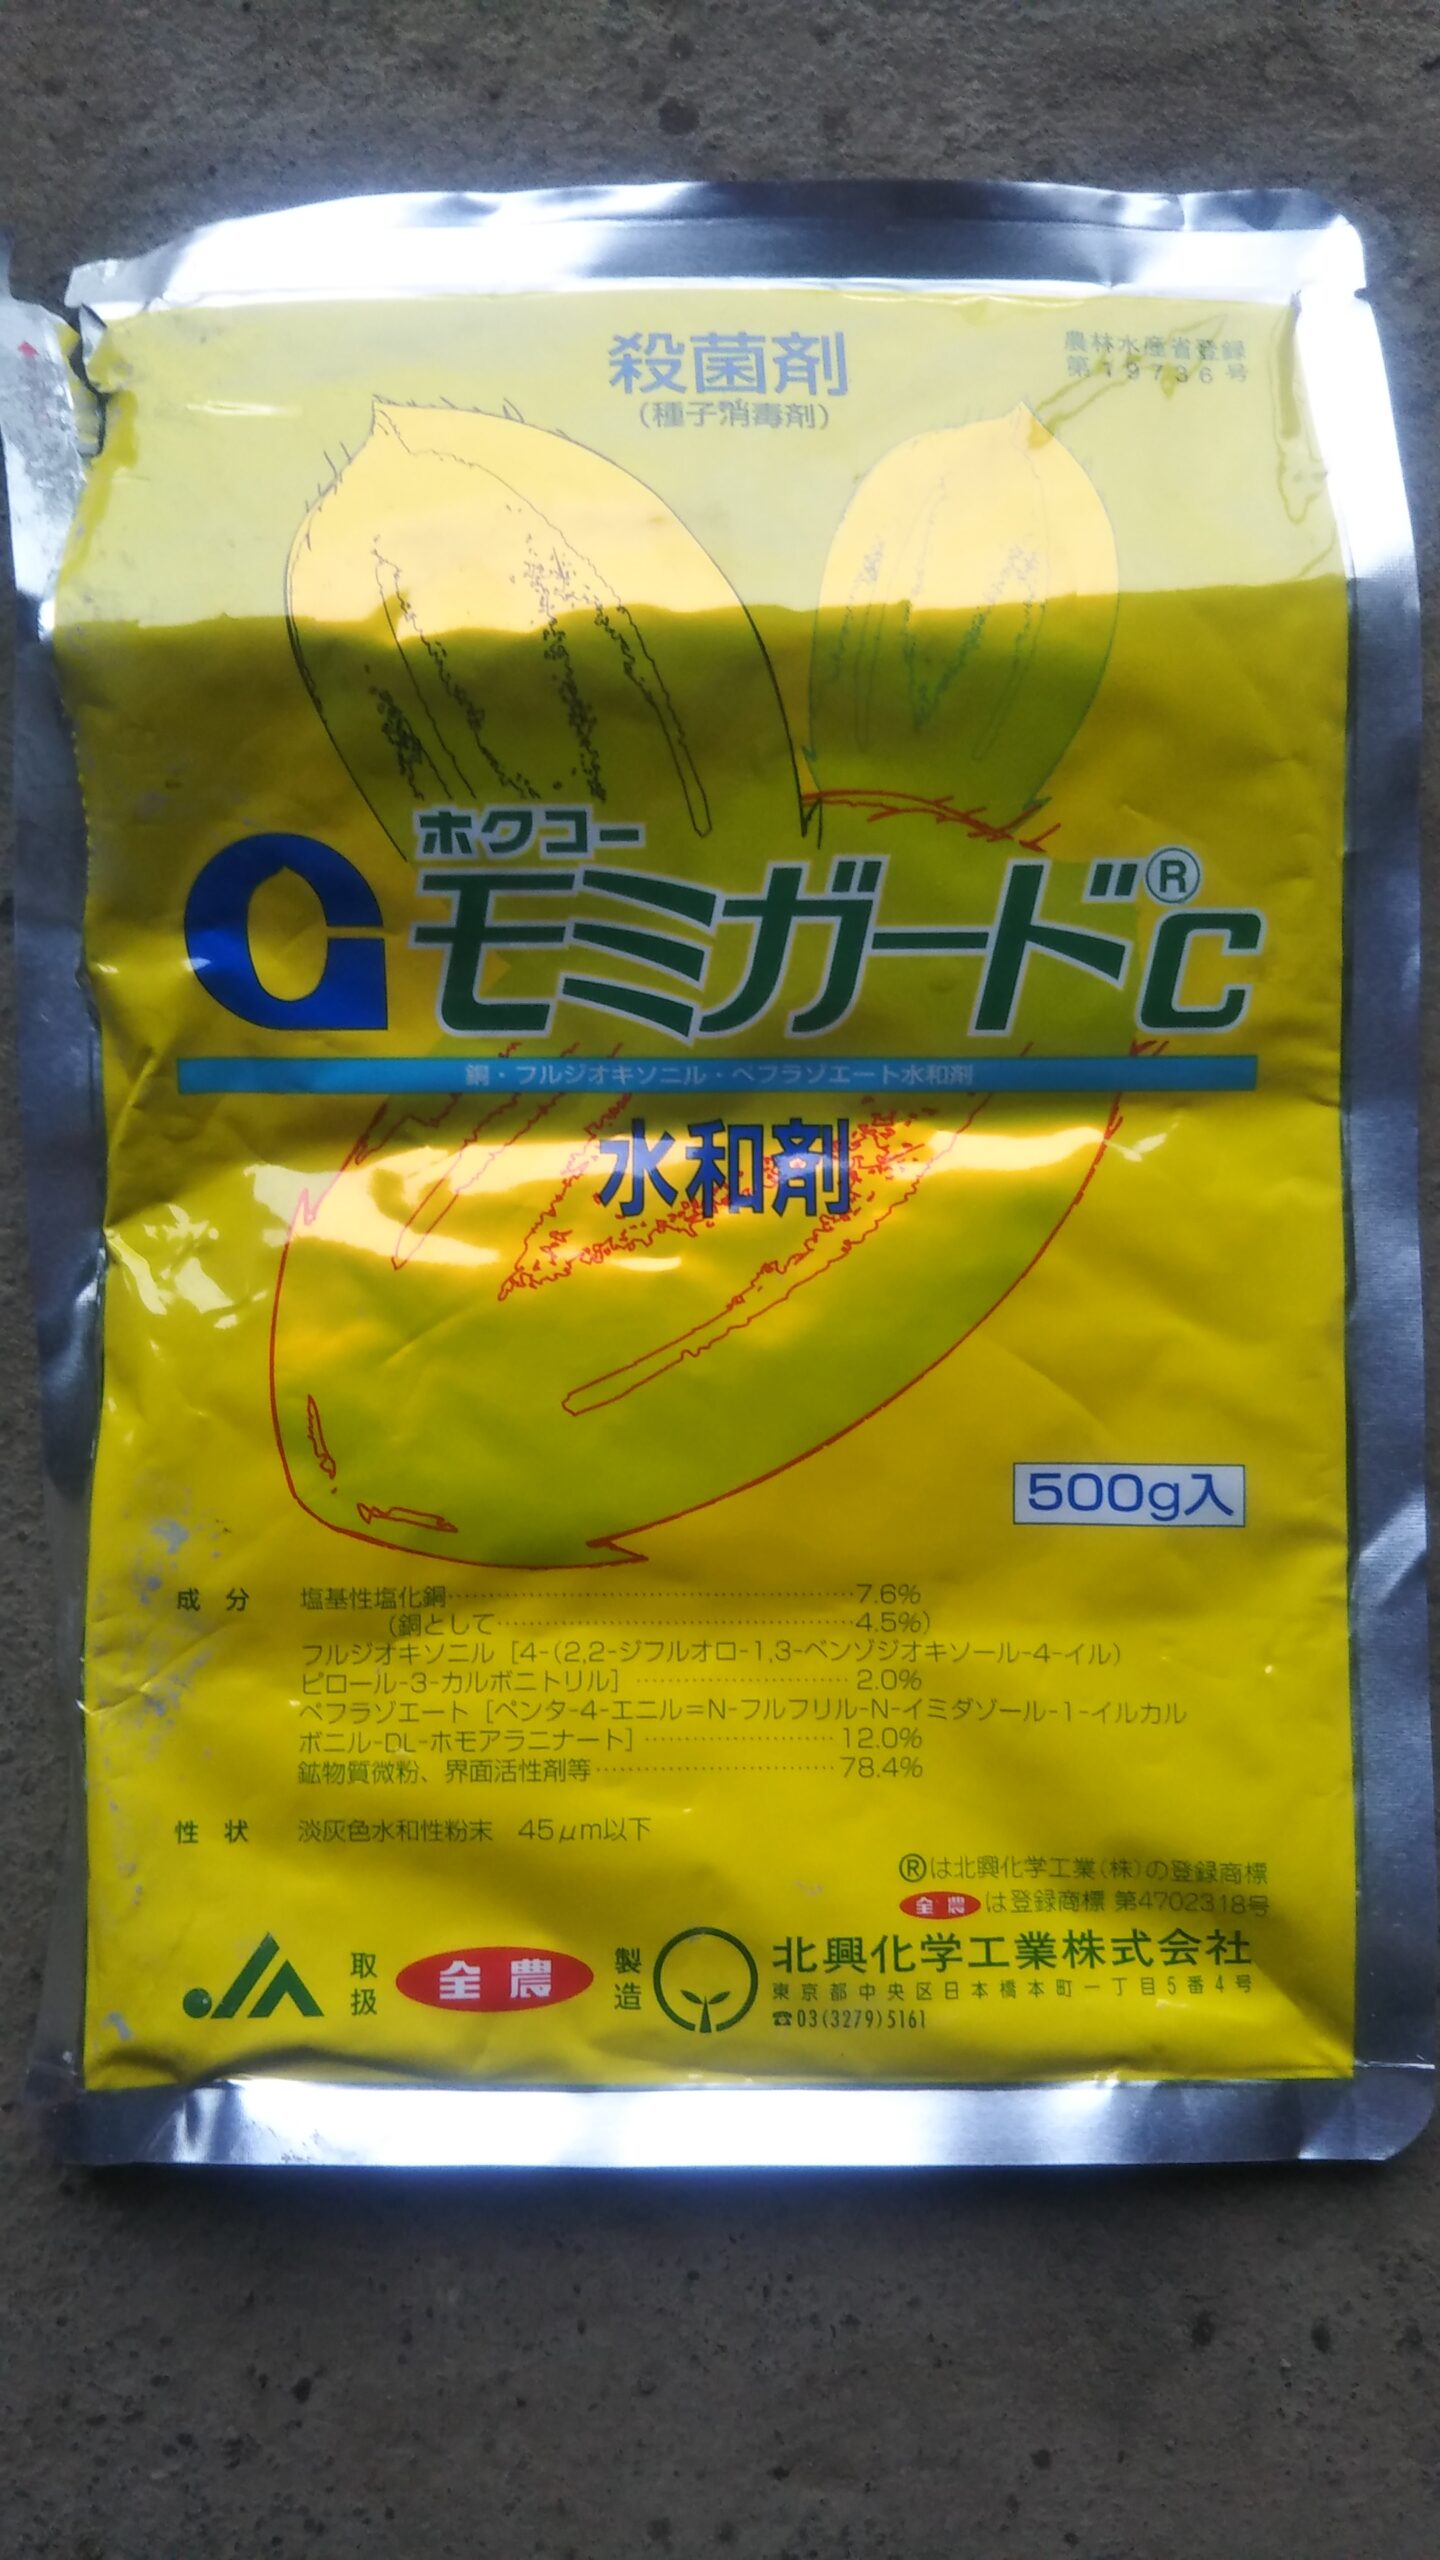 殺菌剤
(種子消毒剤)
農林水産省登録
第19736号
ホクコー
モミガード®C
銅・フルジオキソニル・ペフラゾエート水和剤
水和剤
500g入
成分 塩基性塩化銅……7.6%
(銅として……4.5%)
フルジオキソニル [4-(2,2-ジフルオロ-1,3-ベンゾジオキソール-4-イル)
ピロール-3-カルボニトリル] ……2.0%
ペフラゾエート [ペンタ-4-エニル=N-フルフリル-N-イミダゾール-1-イルカル
ボニル-DL-ホモアラニナート] ……12.0%
鉱物質微粉、界面活性剤等……78.4%
性状 淡灰色水和性粉末 45μm以下
®は北興化学工業(株)の登録商標
全農は登録商標 第4702318号
JA
取扱
全農
製造
北興化学工業株式会社
東京都中央区日本橋本町一丁目5番4号
☎03(3279)5161